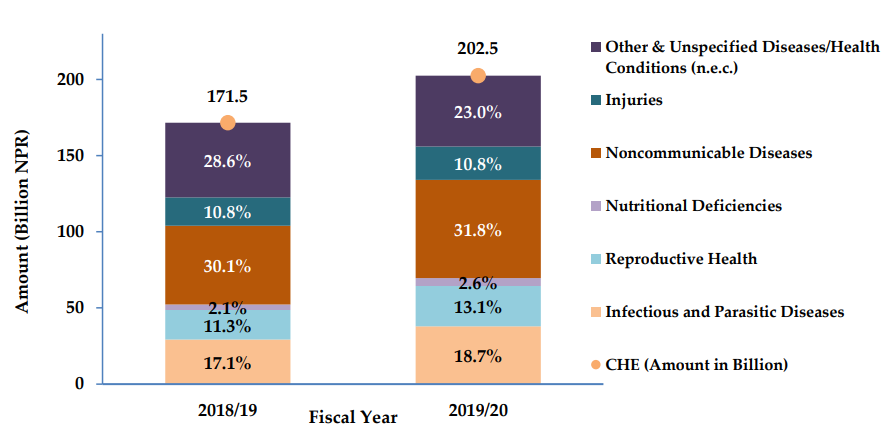 Amount (Billion NPR)
200
150
100
50
0
171.5
28.6%
10.8%
30.1%
2.1%
11.3%
17.1%
2018/19
202.5
23.0%
10.8%
31.8%
2.6%
13.1%
18.7%
2019/20
Fiscal Year
Other & Unspecified Diseases/Health
Conditions (n.e.c.)
Injuries
Noncommunicable Diseases
Nutritional Deficiencies
Reproductive Health
Infectious and Parasitic Diseases
CHE (Amount in Billion)